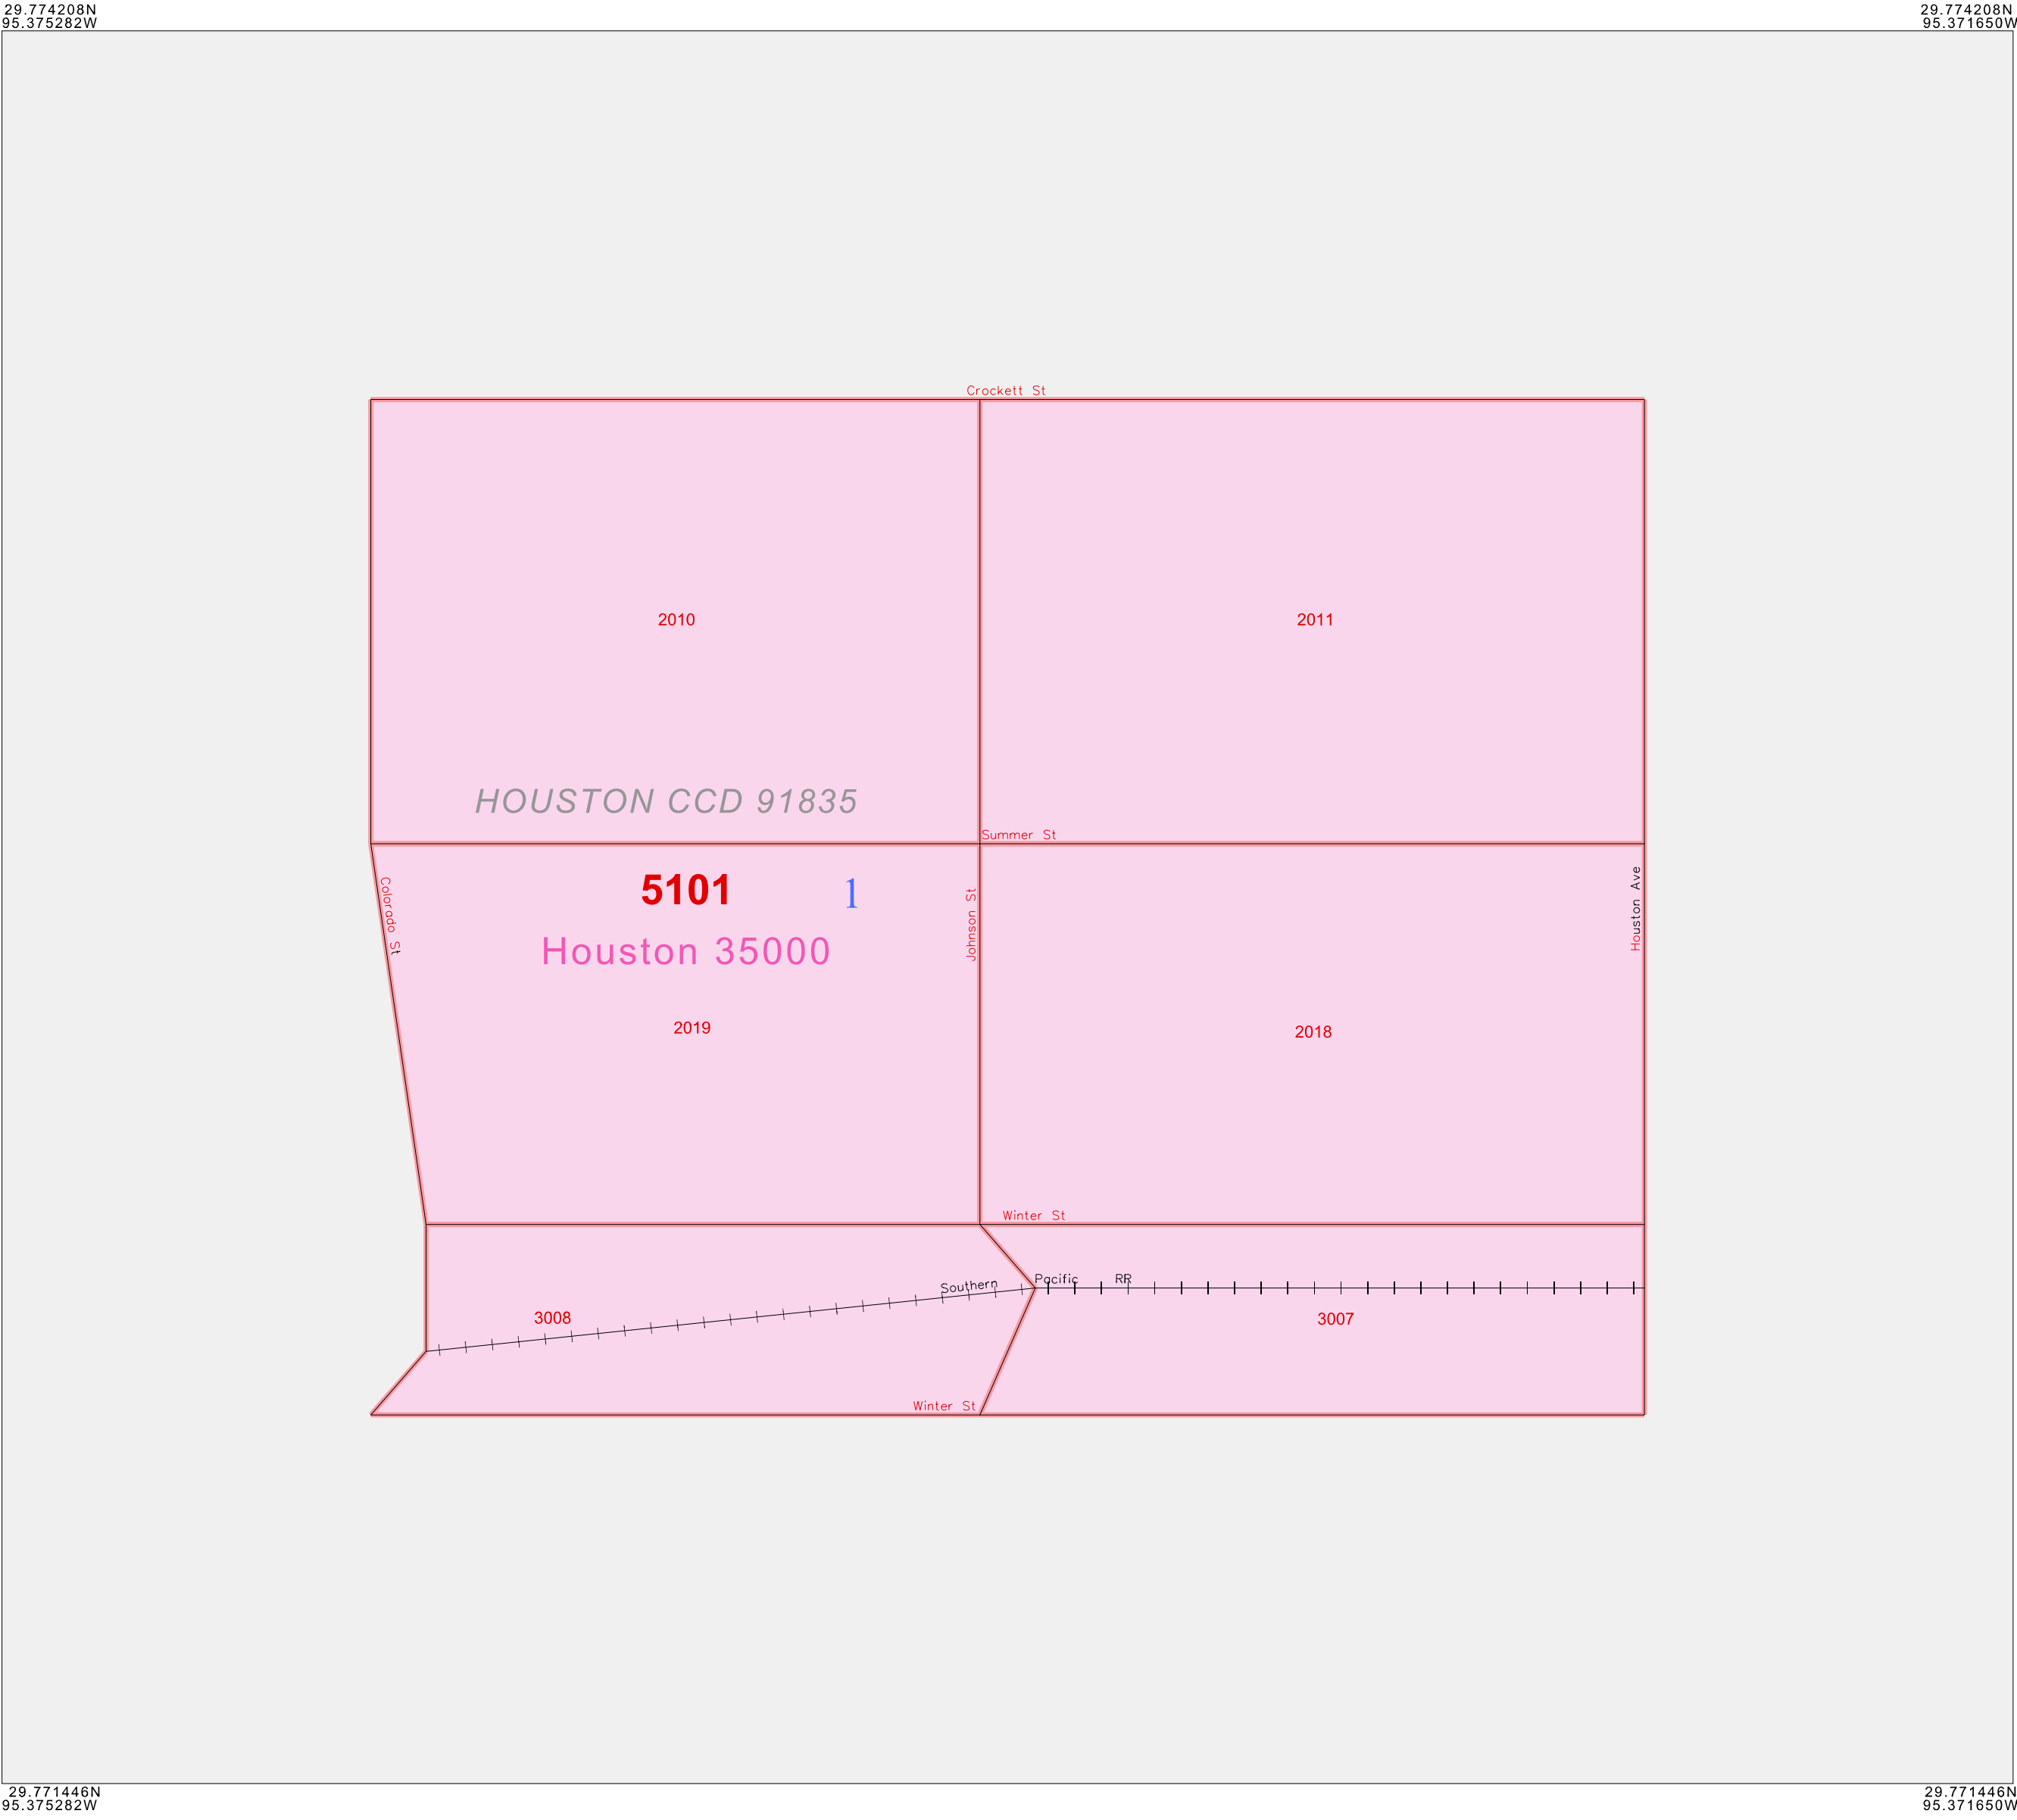 29.774208N
95.375282W
29.774208N
95.371650W
Crockett St
2010
2011
HOUSTON CCD 91835
Summer St
5101
1
Houston 35000
Colorado St
Johnson St
Houston Ave
2019
2018
Winter St
Southern Pacific RR
3008
3007
Winter St
29.771446N
95.375282W
29.771446N
95.371650W